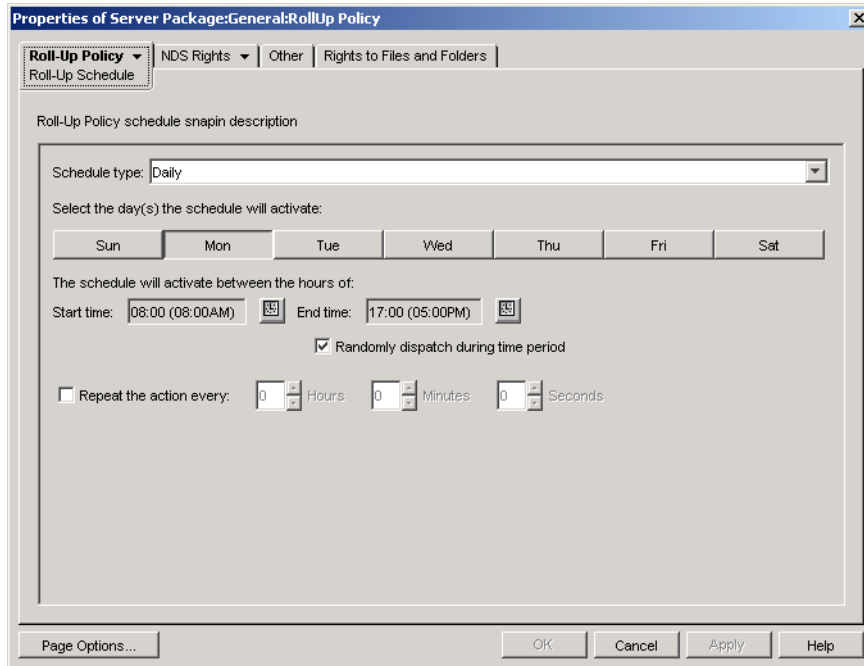 Properties of Server Package:General:RollUp Policy
Roll-Up Policy NDS Rights Other Rights to Files and Folders
Roll-Up Schedule
Roll-Up Policy schedule snapin description
Schedule type: Daily
Select the day(s) the schedule will activate:
Sun Mon Tue Wed Thu Fri Sat
The schedule will activate between the hours of:
Start time: 08:00 (08:00AM) End time: 17:00 (05:00PM)
Randomly dispatch during time period
Repeat the action every: 0 Hours 0 Minutes 0 Seconds
Page Options... OK Cancel Apply Help